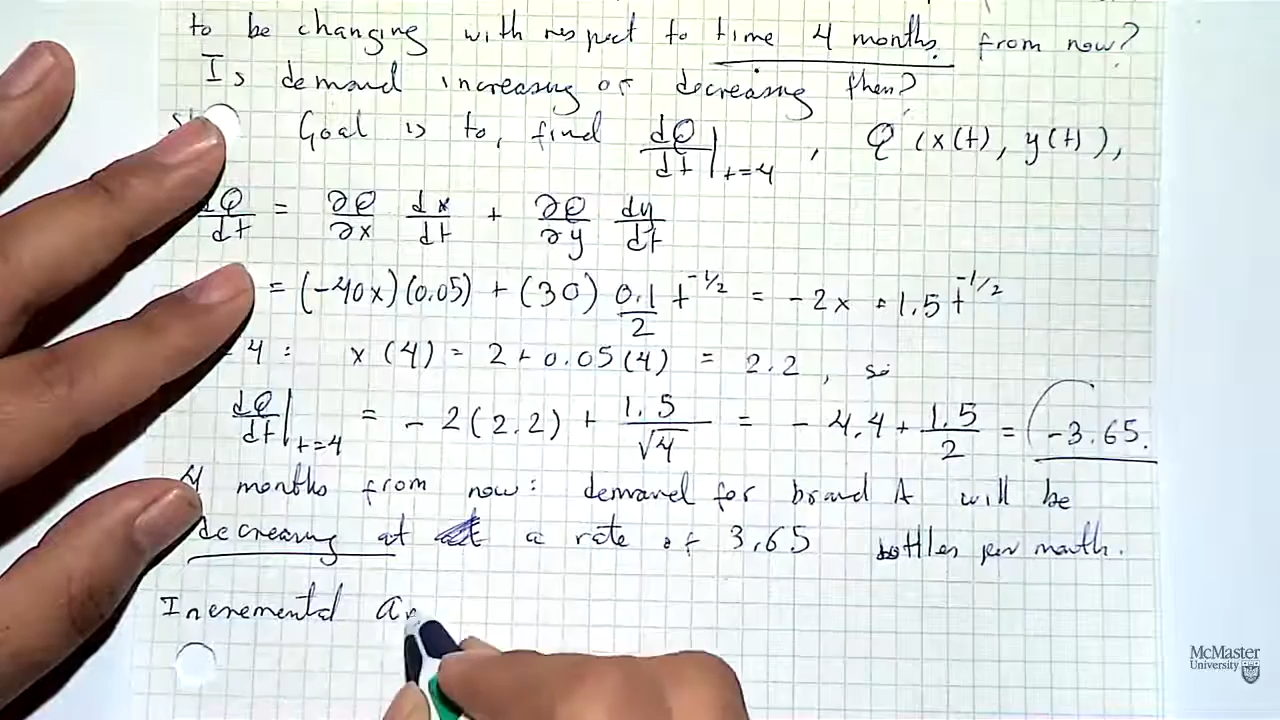 to be changing with respect to time 4 months from now?
Is demand increasing or decreasing then?
Goal is to, find dQ/dt|t=4 , Q (x(t), y(t)),
dQ/dt = ∂Q/∂x dx/dt + ∂Q/∂y dy/dt
= (-40x)(0.05) + (30) 0.1/2 t^-1/2 = -2x + 1.5 t^-1/2
4 : x(4) = 2+0.05(4) = 2.2 , so
dQ/dt|t=4 = -2(2.2) + 1.5/√4 = -4.4 + 1.5/2 = -3.65.
4 months from now: demand for brand A will be
decreasing at a rate of 3.65 bottles per month.
Incremental
McMaster
University